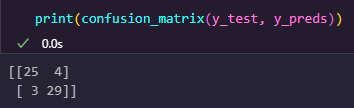 print(confusion_matrix(y_test, y_preds))
✓ 0.0s
[[25  4]
 [ 3 29]]